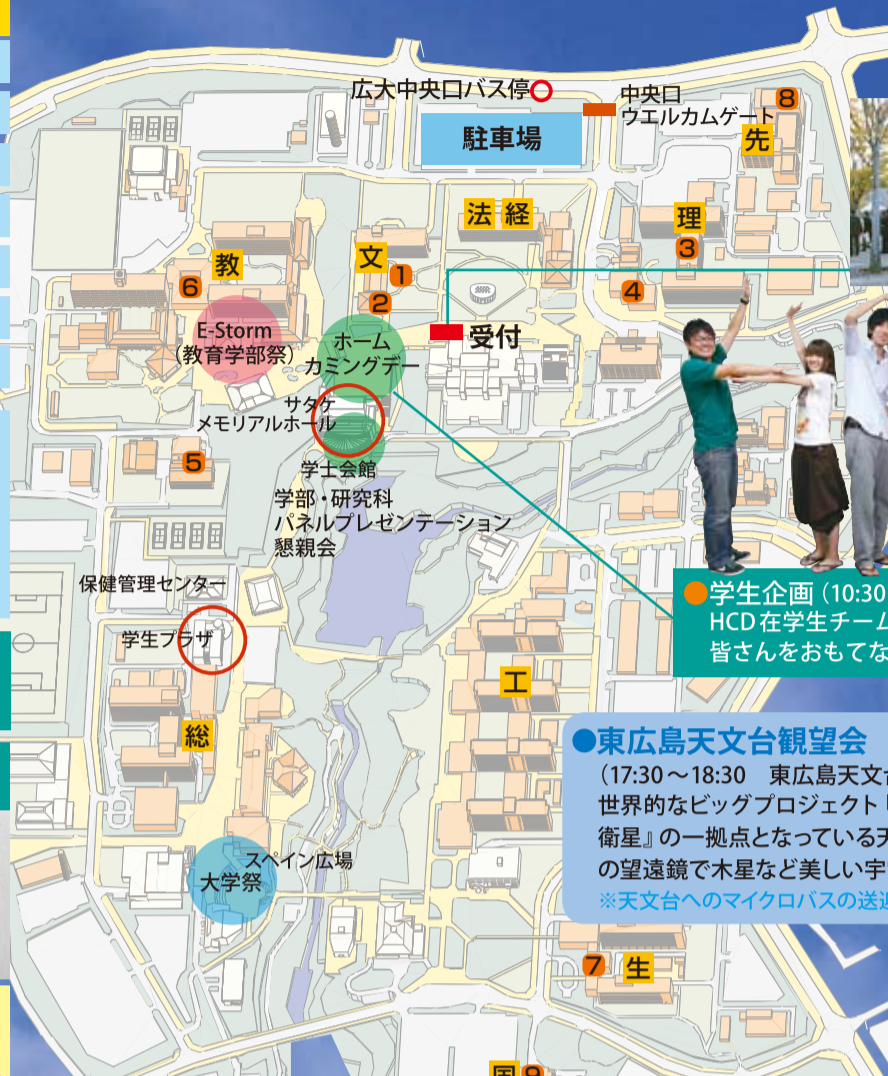 広大中央口バス停
中央口
ウエルカムゲート
8
駐車場
先
法 経
理
文
教
1
3
6
2
4
受付
E-Storm
(教育学部祭)
ホーム
カミングデー
サタケ
メモリアルホール
5
学士会館
学部・研究科
パネルプレゼンテーション
懇親会
保健管理センター
学生プラザ
●学生企画(10:30
HCD在学生チーム
皆さんをおもてな
工
総
●東広島天文台観望会
(17:30~18:30 東広島天文台
世界的なビッグプロジェクト『
衛星』の一拠点となっている天
の望遠鏡で木星など美しい宇
※天文台へのマイクロバスの送迎
スペイン広場
大学祭
7
生
国 9